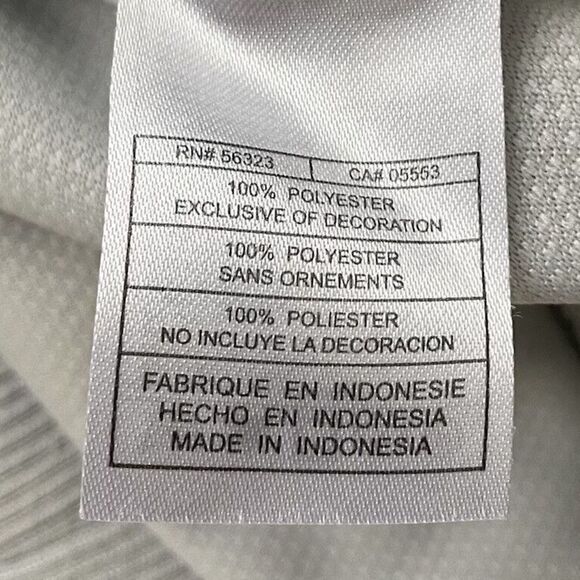 RN# 56323 | CA# 05553
100% POLYESTER
EXCLUSIVE OF DECORATION
100% POLYESTER
SANS ORNEMENTS
100% POLIESTER
NO INCLUYE LA DECORACION
FABRIQUE EN INDONESIE
HECHO EN INDONESIA
MADE IN INDONESIA